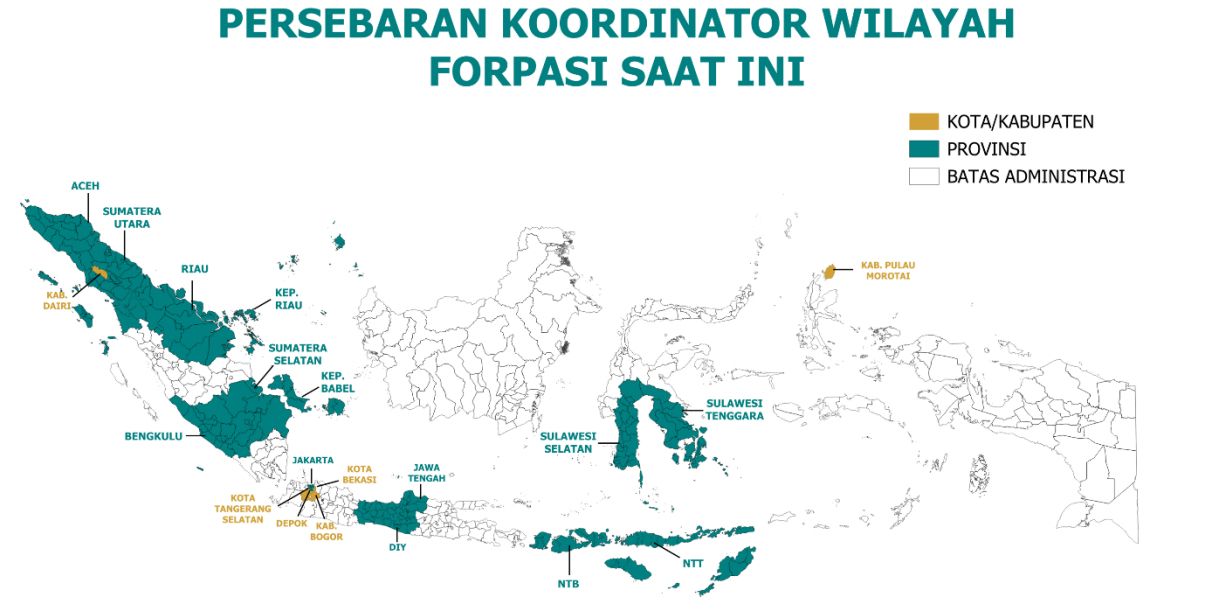 PERSEBARAN KOORDINATOR WILAYAH
FORPASI SAAT INI
KOTA/KABUPATEN
PROVINSI
BATAS ADMINISTRASI
ACEH
SUMATERA
UTARA
RIAU
KEP.
RIAU
KAB.
DAIRI
SUMATERA
SELATAN
KEP.
BABEL
BENGKULU
JAKARTA
KOTA
BEKASI
JAWA
TENGAH
KOTA
TANGERANG
SELATAN
DEPOK
KAB.
BOGOR
DIY
SULAWESI
TENGGARA
SULAWESI
SELATAN
NTB
NTT
KAB. PULAU
MOROTAI